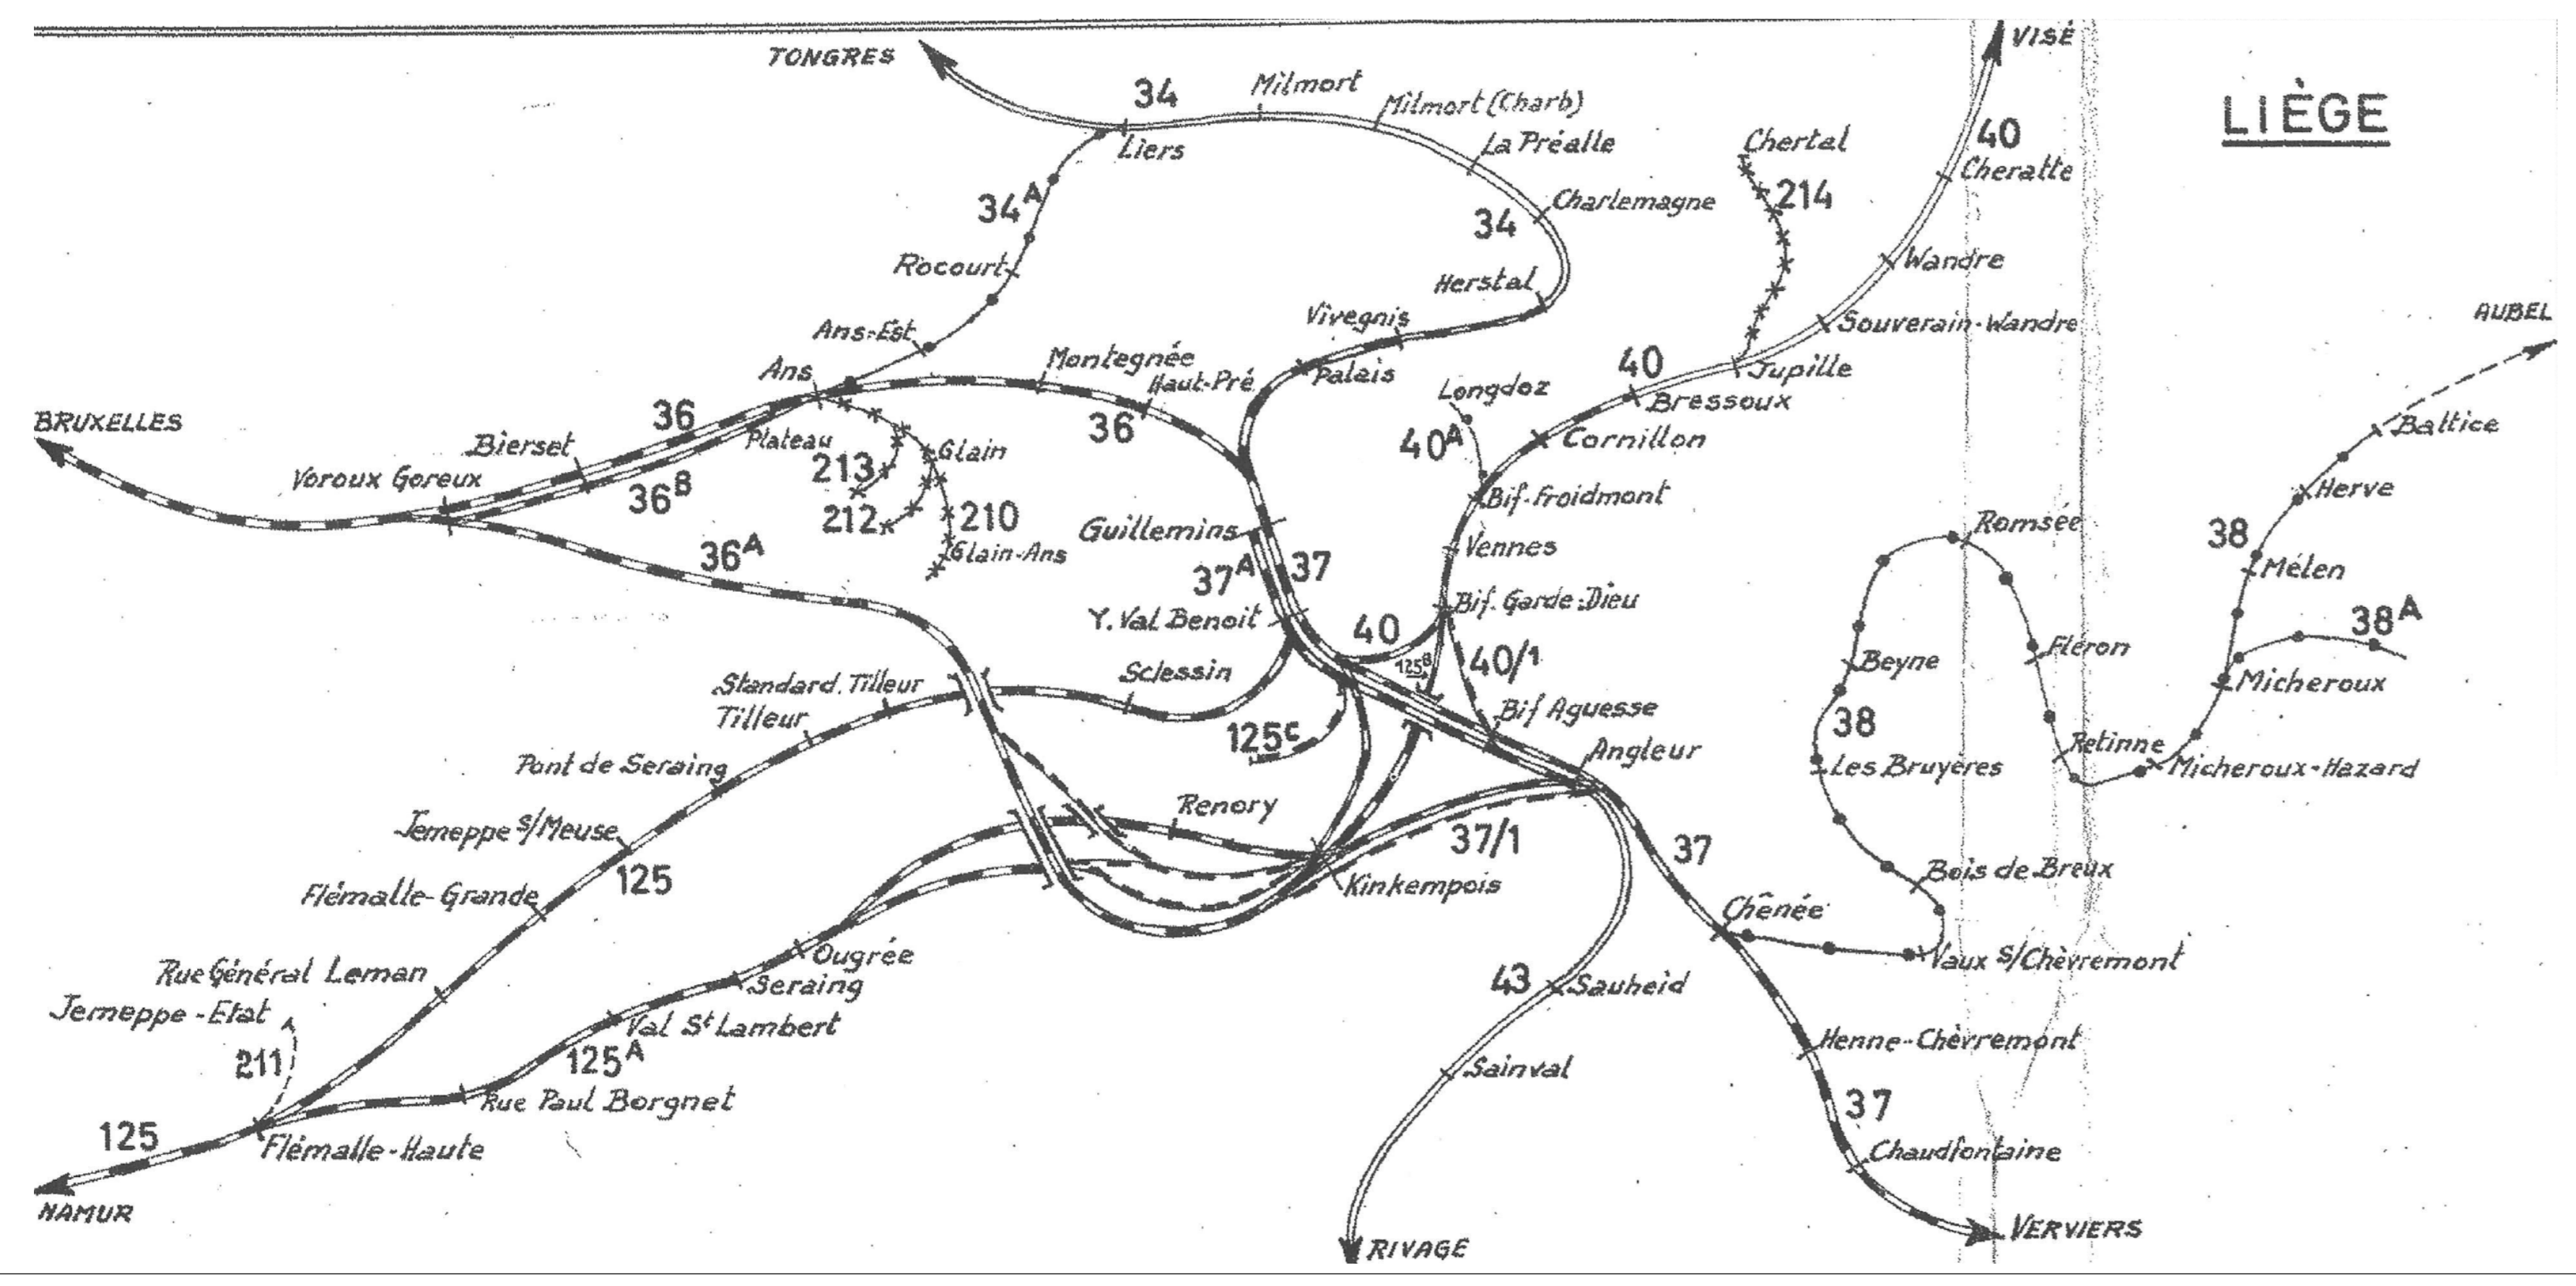 TONGRES
VISÉ
LIÈGE
34
Milmort
Milmort (Charb)
La Préalle
Liers
Chertal
40
Cheratte
34A
214
34
Charlemagne
Rocourt
Wandre
Herstal
Ans-Est
Vivegnis
Souverain-Wandre
AUBEL
Ans
Montegnée
Haut-Pré
Palais
40
Jupille
Longdoz
Bressoux
BRUXELLES
36
36
40A
Cornillon
Battice
Bierset
Plateau
213
Glain
Voroux Goreux
36B
212
210
Bif-Froidmont
Herve
Guillemins
Glain-Ans
36A
37A
37
Vennes
Romsée
38
Mélen
Y. Val Benoit
40
Bif. Garde-Dieu
38A
125B
40/1
Beyne
Fléron
Micheroux
Standard. Tilleur
Sclessin
Tilleur
125C
Bif Aguesse
38
Angleur
Pont de Seraing
Les Bruyères
Retinne
Micheroux-Hazard
Jemeppe s/Meuse
Renory
37/1
37
125
Kinkempois
Bois de Breux
Flémalle-Grande
Chênée
Vaux s/Chèvremont
Ougrée
Rue Général Leman
Seraing
43
Sauheid
Jemeppe-Etat
Val St Lambert
211
125A
Henne-Chèvremont
Sainval
Rue Paul Borgnet
37
125
Flémalle-Haute
Chaudfontaine
NAMUR
RIVAGE
VERVIERS